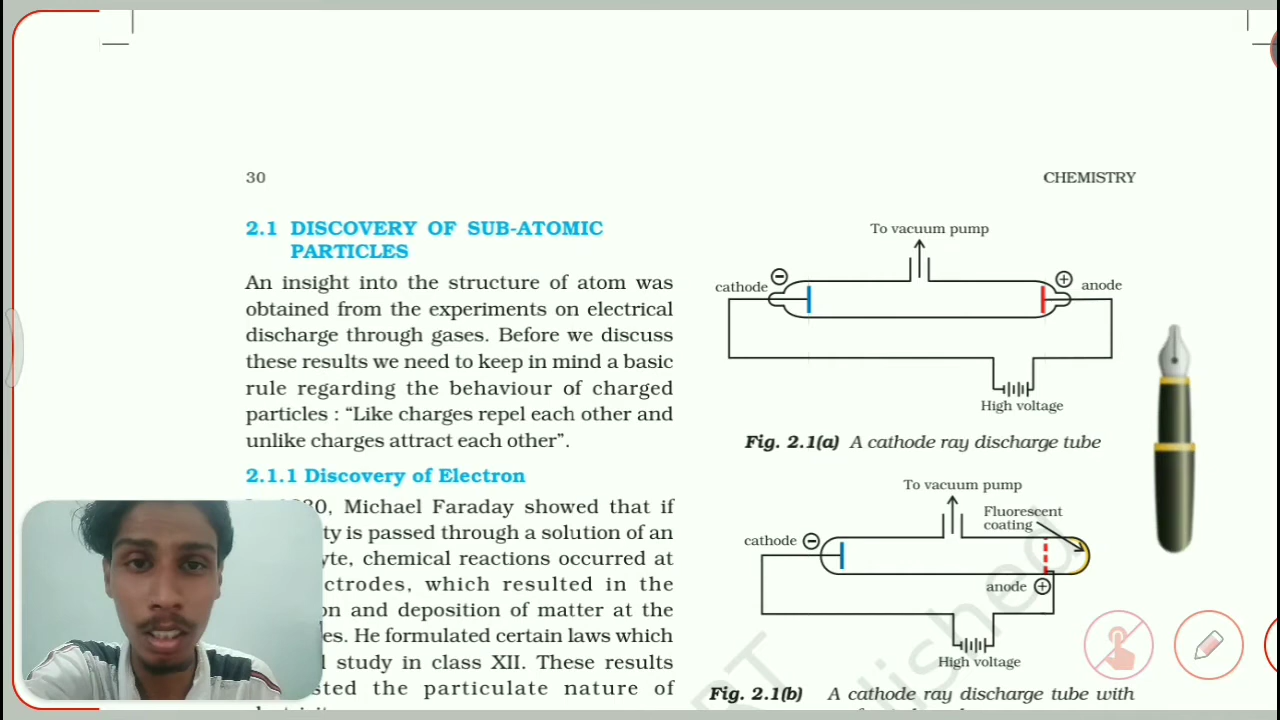 30
CHEMISTRY
2.1 DISCOVERY OF SUB-ATOMIC
PARTICLES
An insight into the structure of atom was
obtained from the experiments on electrical
discharge through gases. Before we discuss
these results we need to keep in mind a basic
rule regarding the behaviour of charged
particles : “Like charges repel each other and
unlike charges attract each other”.
2.1.1 Discovery of Electron
Michael Faraday showed that if
is passed through a solution of an
chemical reactions occurred at
which resulted in the
and deposition of matter at the
He formulated certain laws which
study in class XII. These results
the particulate nature of
To vacuum pump
cathode
anode
High voltage
Fig. 2.1(a) A cathode ray discharge tube
To vacuum pump
Fluorescent
coating
cathode
anode
High voltage
Fig. 2.1(b) A cathode ray discharge tube with